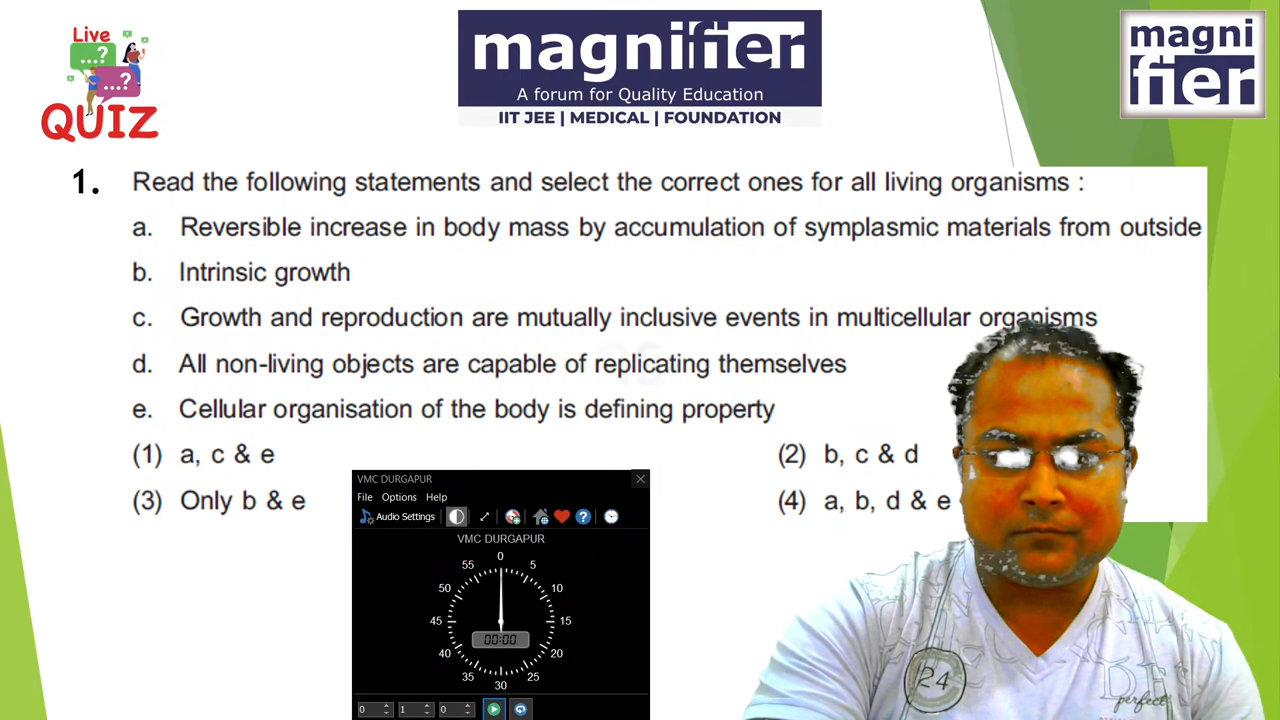 Live
...?
...?
QUIZ
magnifier
A forum for Quality Education
IIT JEE | MEDICAL | FOUNDATION
magni
fier
1. Read the following statements and select the correct ones for all living organisms :
a. Reversible increase in body mass by accumulation of symplasmic materials from outside
b. Intrinsic growth
c. Growth and reproduction are mutually inclusive events in multicellular organisms
d. All non-living objects are capable of replicating themselves
e. Cellular organisation of the body is defining property
(1) a, c & e
(2) b, c & d
(3) Only b & e
(4) a, b, d & e
VMC DURGAPUR
File Options Help
Audio Settings
VMC DURGAPUR
0
55 5
50 10
45 15
00:00
40 20
35 25
30
0 1 0
24
perfect